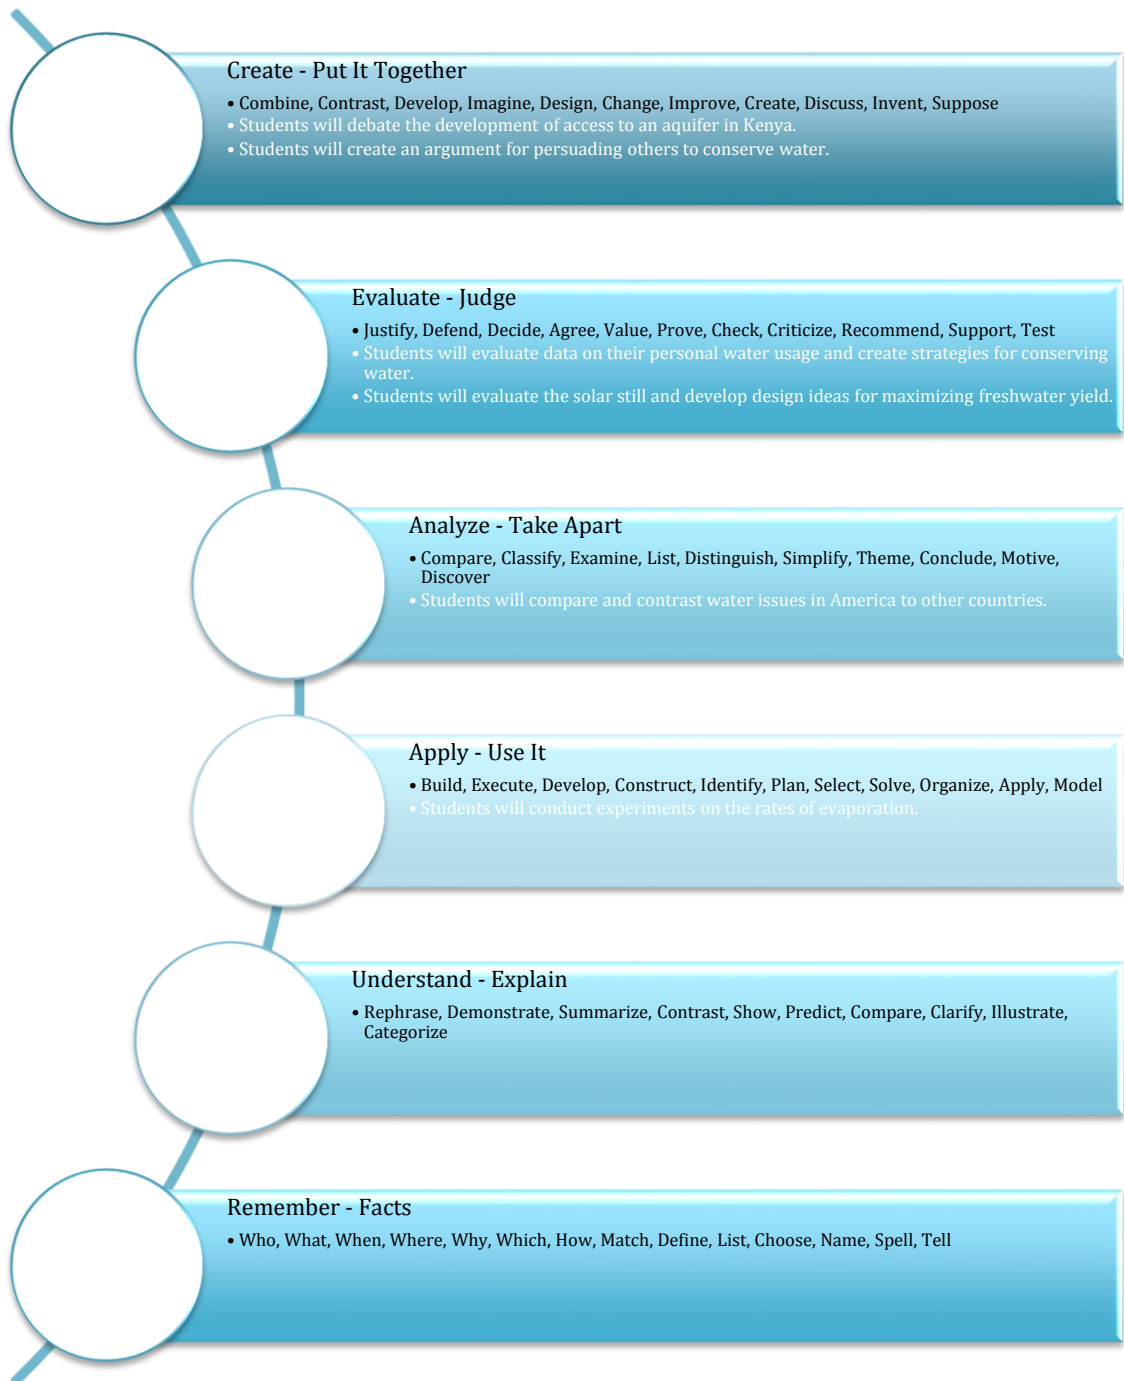 Create - Put It Together
• Combine, Contrast, Develop, Imagine, Design, Change, Improve, Create, Discuss, Invent, Suppose
• Students will debate the development of access to an aquifer in Kenya.
• Students will create an argument for persuading others to conserve water.
Evaluate - Judge
• Justify, Defend, Decide, Agree, Value, Prove, Check, Criticize, Recommend, Support, Test
• Students will evaluate data on their personal water usage and create strategies for conserving
water.
• Students will evaluate the solar still and develop design ideas for maximizing freshwater yield.
Analyze - Take Apart
• Compare, Classify, Examine, List, Distinguish, Simplify, Theme, Conclude, Motive,
Discover
• Students will compare and contrast water issues in America to other countries.
Apply - Use It
• Build, Execute, Develop, Construct, Identify, Plan, Select, Solve, Organize, Apply, Model
• Students will conduct experiments on the rates of evaporation.
Understand - Explain
• Rephrase, Demonstrate, Summarize, Contrast, Show, Predict, Compare, Clarify, Illustrate,
Categorize
Remember - Facts
• Who, What, When, Where, Why, Which, How, Match, Define, List, Choose, Name, Spell, Tell